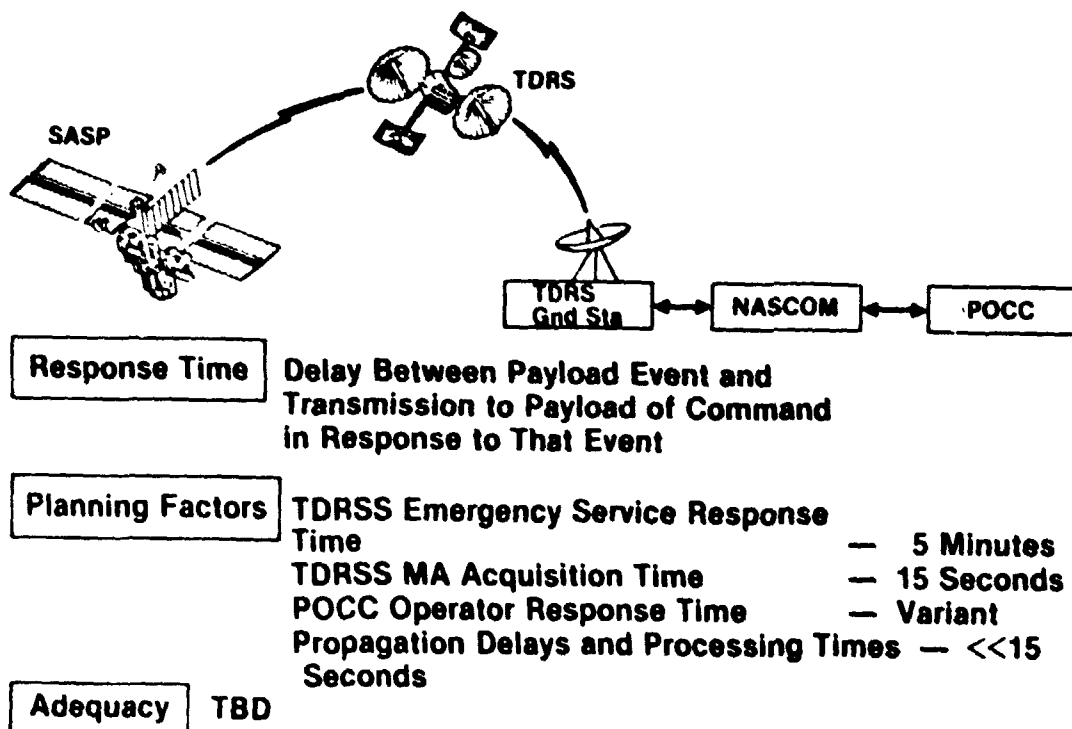 TDRS
SASP
TDRS
Gnd Sta
NASCOM
POCC
Response Time
Delay Between Payload Event and
Transmission to Payload of Command
in Response to That Event
Planning Factors
TDRSS Emergency Service Response
Time — 5 Minutes
TDRSS MA Acquisition Time — 15 Seconds
POCC Operator Response Time — Variant
Propagation Delays and Processing Times — <<15
Seconds
Adequacy
TBD